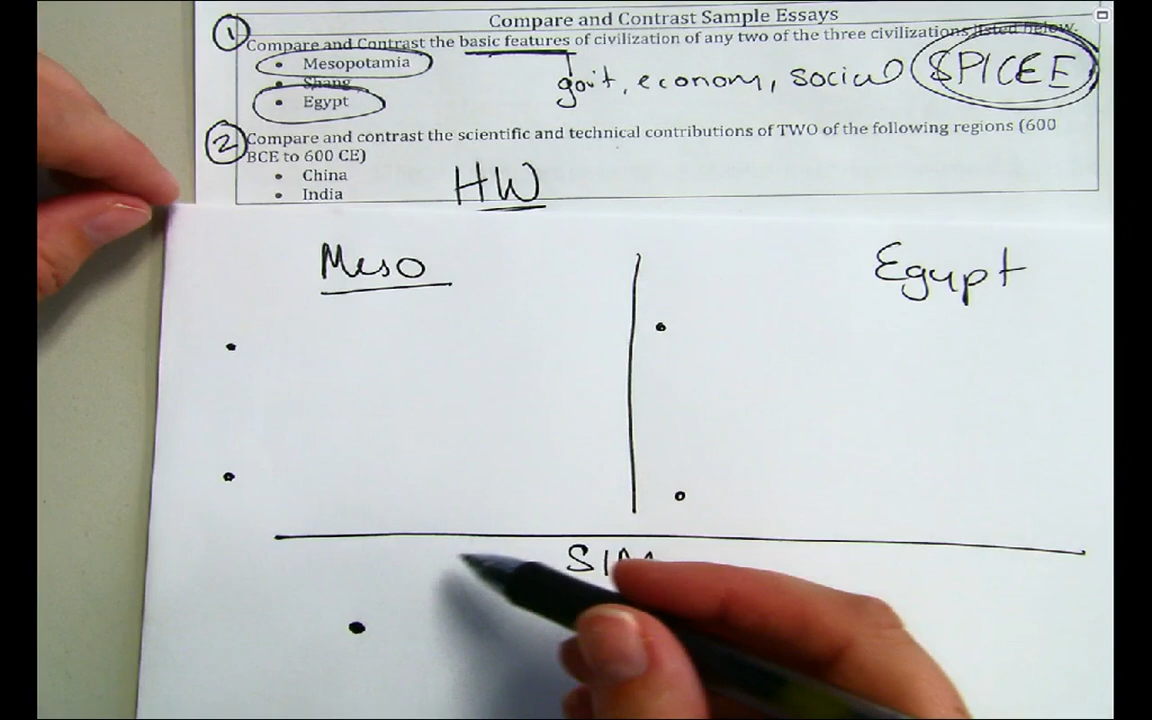 Compare and Contrast Sample Essays
1 Compare and Contrast the basic features of civilization of any two of the three civilizations listed below.
• Mesopotamia
• Shang
• Egypt
gov't, econom, social SPICEE
2 Compare and contrast the scientific and technical contributions of TWO of the following regions (600
BCE to 600 CE)
• China
• India
HW
Meso
Egypt
SIM